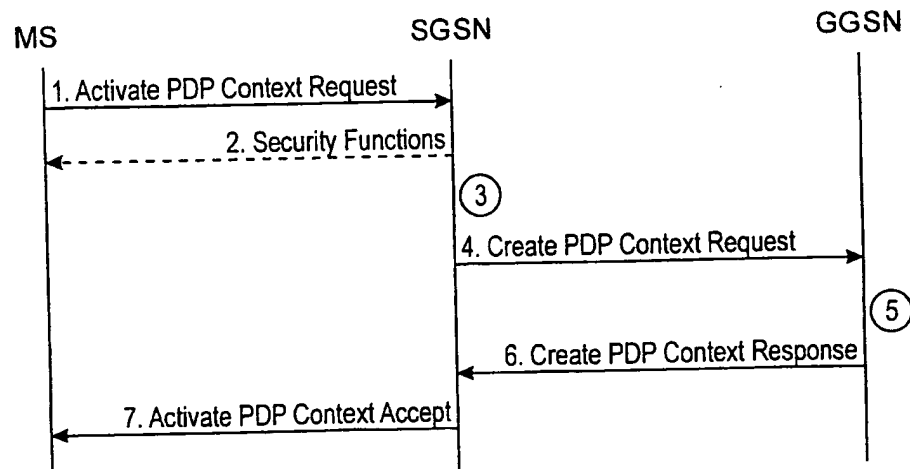 MS
SGSN
GGSN
1. Activate PDP Context Request
2. Security Functions
3
4. Create PDP Context Request
5
6. Create PDP Context Response
7. Activate PDP Context Accept